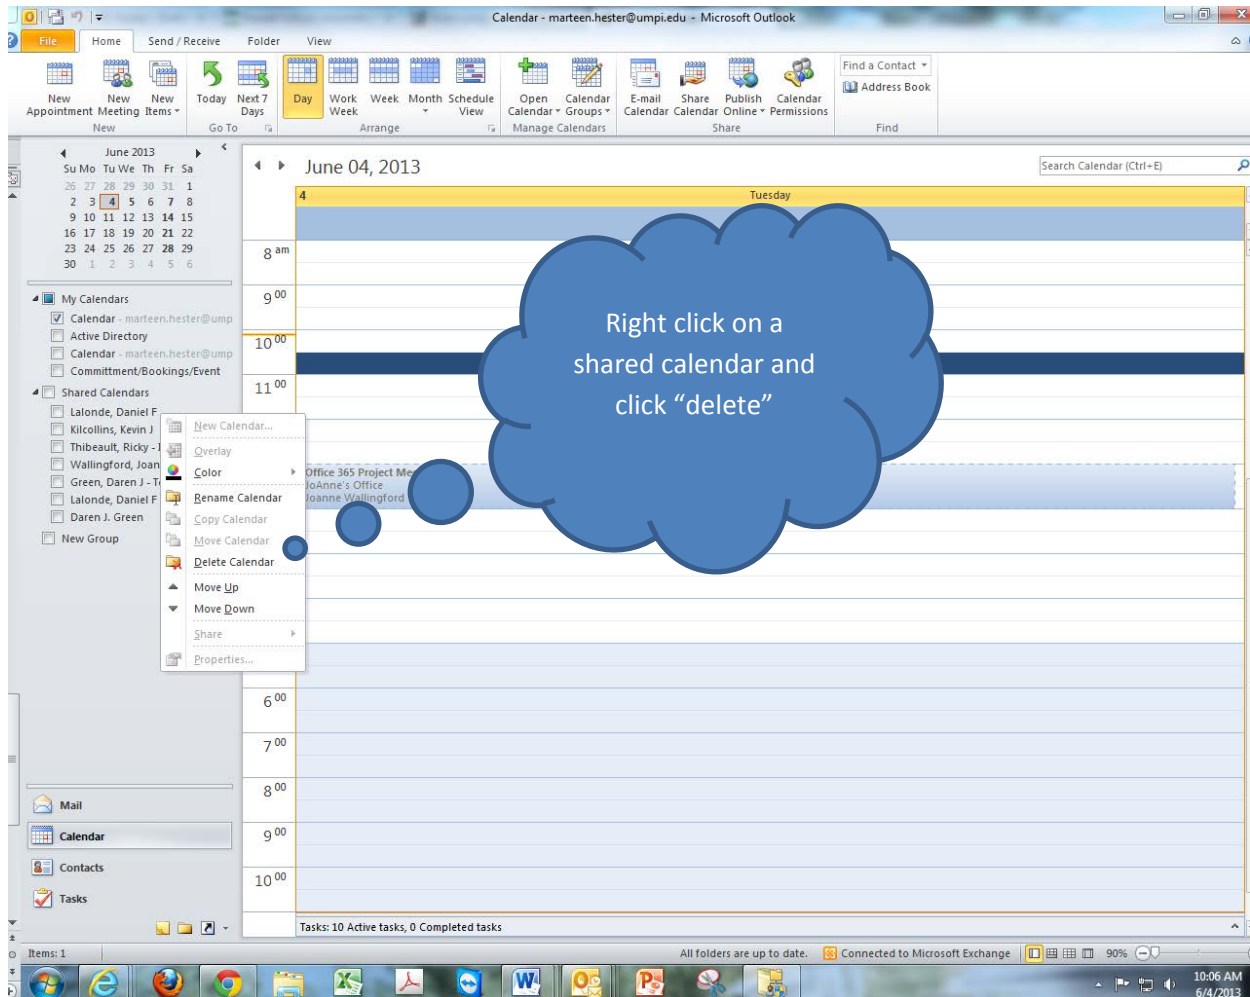 Calendar - marteen.hester@umpi.edu - Microsoft Outlook
File Home Send / Receive Folder View
New Appointment
New Meeting
New Items
New
Today
Next 7 Days
Go To
Day
Work Week
Week
Month
Schedule View
Arrange
Open Calendar
Calendar Groups
Manage Calendars
E-mail Calendar
Share Calendar
Publish Online
Calendar Permissions
Share
Find a Contact
Address Book
Find
June 2013
Su Mo Tu We Th Fr Sa
26 27 28 29 30 31 1
2 3 4 5 6 7 8
9 10 11 12 13 14 15
16 17 18 19 20 21 22
23 24 25 26 27 28 29
30 1 2 3 4 5 6
My Calendars
Calendar - marteen.hester@ump
Active Directory
Calendar - marteen.hester@ump
Committment/Bookings/Event
Shared Calendars
Lalonde, Daniel F
Kilcollins, Kevin J
Thibeault, Ricky -
Wallingford, Joan
Green, Daren J - T
Lalonde, Daniel F
Daren J. Green
New Group
New Calendar...
Overlay
Color
Rename Calendar
Copy Calendar
Move Calendar
Delete Calendar
Move Up
Move Down
Share
Properties...
Mail
Calendar
Contacts
Tasks
June 04, 2013
Search Calendar (Ctrl+E)
4 Tuesday
8 am
9 00
10 00
11 00
Office 365 Project Me
JoAnne's Office
Joanne Wallingford
6 00
7 00
8 00
9 00
10 00
Right click on a
shared calendar and
click “delete”
Tasks: 10 Active tasks, 0 Completed tasks
Items: 1
All folders are up to date. Connected to Microsoft Exchange 90%
10:06 AM
6/4/2013